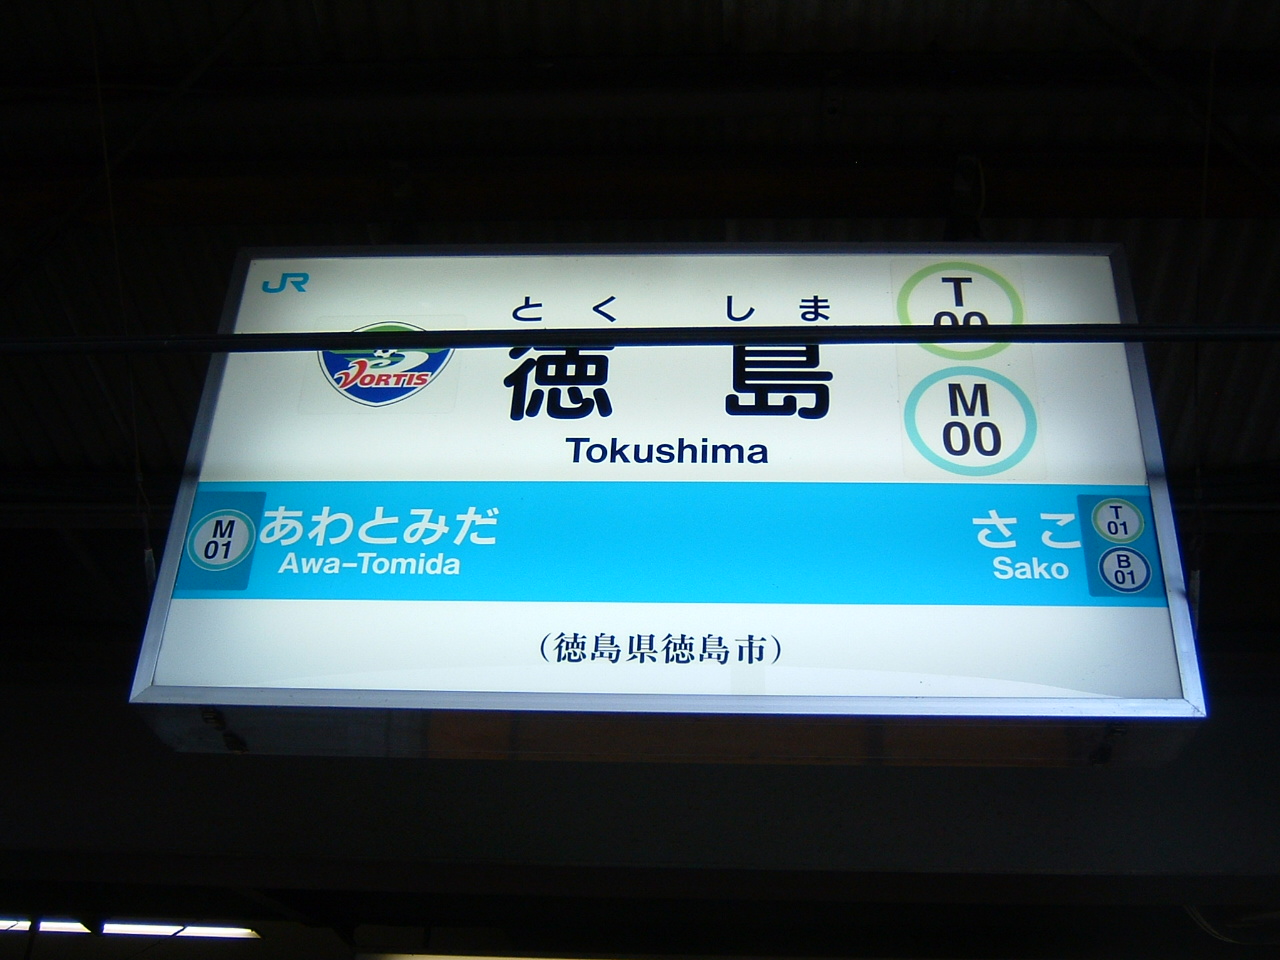 JR
とくしま
徳島
Tokushima
VORTIS
T
00
M
00
M
01
あわとみだ
Awa-Tomida
さこ
Sako
T
01
B
01
(徳島県徳島市)